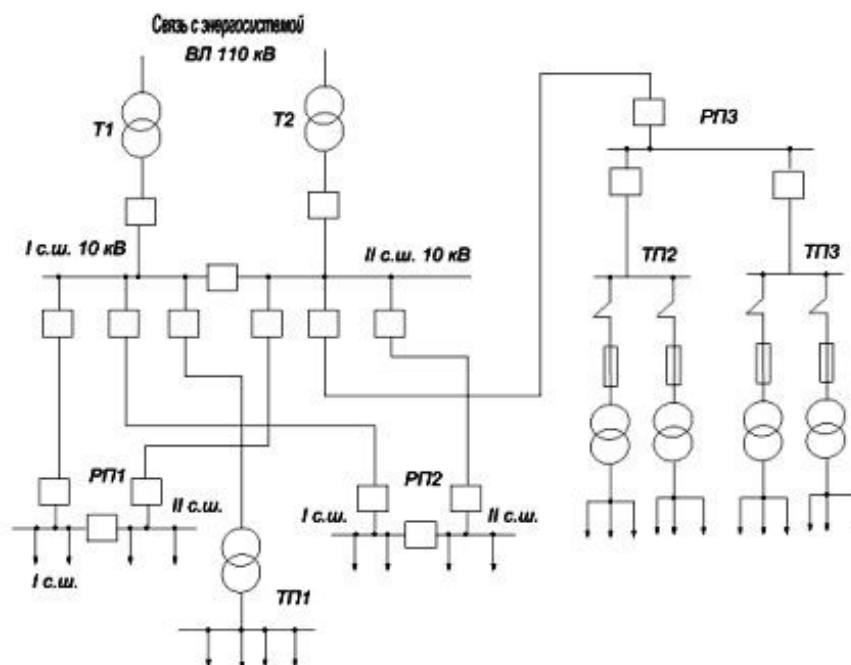 Связь с энергосистемой
ВЛ 110 кВ
Т1
Т2
РП3
I с.ш. 10 кВ
II с.ш. 10 кВ
ТП2
ТП3
РП1
РП2
II с.ш.
I с.ш.
II с.ш.
I с.ш.
ТП1